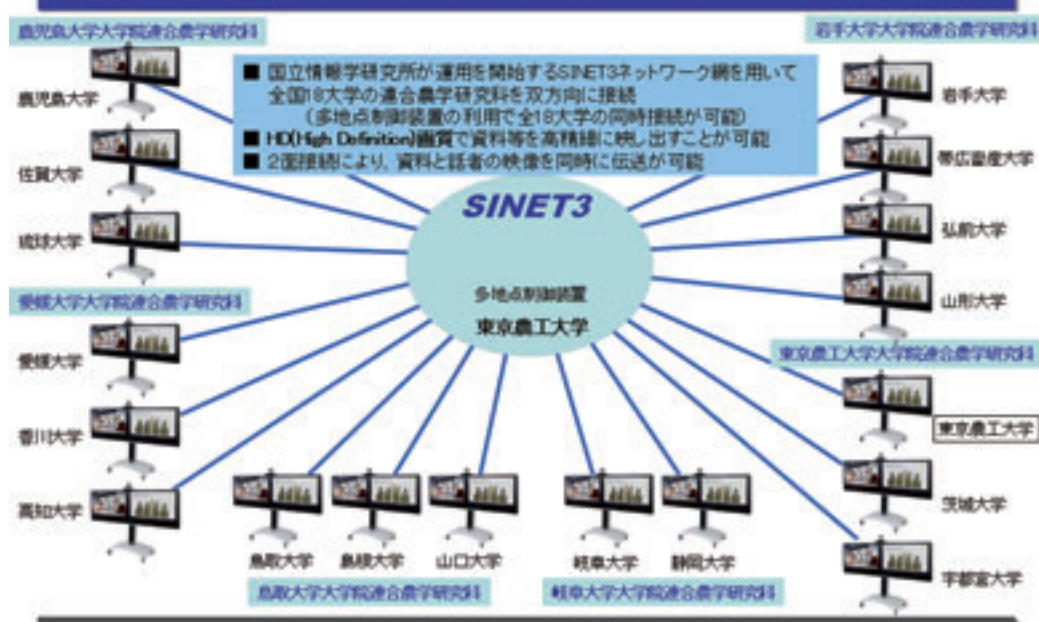 鹿児島大学大学院連合農学研究科
鹿児島大学
佐賀大学
琉球大学
愛媛大学大学院連合農学研究科
愛媛大学
香川大学
高知大学
■ 国立情報学研究所が運用を開始するSINET3ネットワーク網を用いて
全国18大学の連合農学研究科を双方向に接続
(多地点制御装置の利用で全18大学の同時接続が可能)
■ HD(High Definition)画質で資料等を高精細に映し出すことが可能
■ 2面接続により、資料と話者の映像を同時に伝送が可能
SINET3
多地点制御装置
東京農工大学
岩手大学大学院連合農学研究科
岩手大学
帯広畜産大学
弘前大学
山形大学
東京農工大学大学院連合農学研究科
東京農工大学
茨城大学
宇都宮大学
鳥取大学
島根大学
山口大学
鳥取大学大学院連合農学研究科
岐阜大学
静岡大学
岐阜大学大学院連合農学研究科